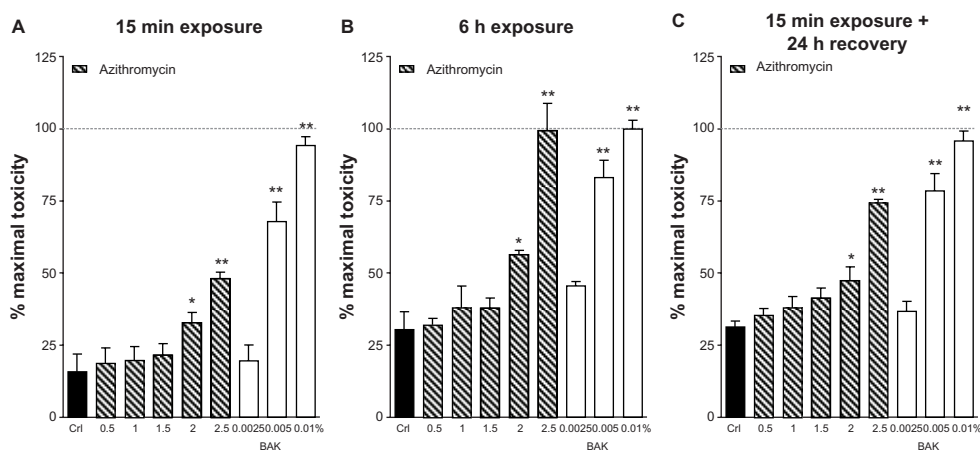 A
15 min exposure
% maximal toxicity
125
100
75
50
25
0
Azithromycin
*
**
**
**
Crl 0.5 1 1.5 2 2.5 0.0025 0.005 0.01%
BAK
B
6 h exposure
% maximal toxicity
125
100
75
50
25
0
Azithromycin
*
**
**
**
Crl 0.5 1 1.5 2 2.5 0.0025 0.005 0.01%
BAK
C
15 min exposure +
24 h recovery
% maximal toxicity
125
100
75
50
25
0
Azithromycin
*
**
**
**
Crl 0.5 1 1.5 2 2.5 0.0025 0.005 0.01%
BAK